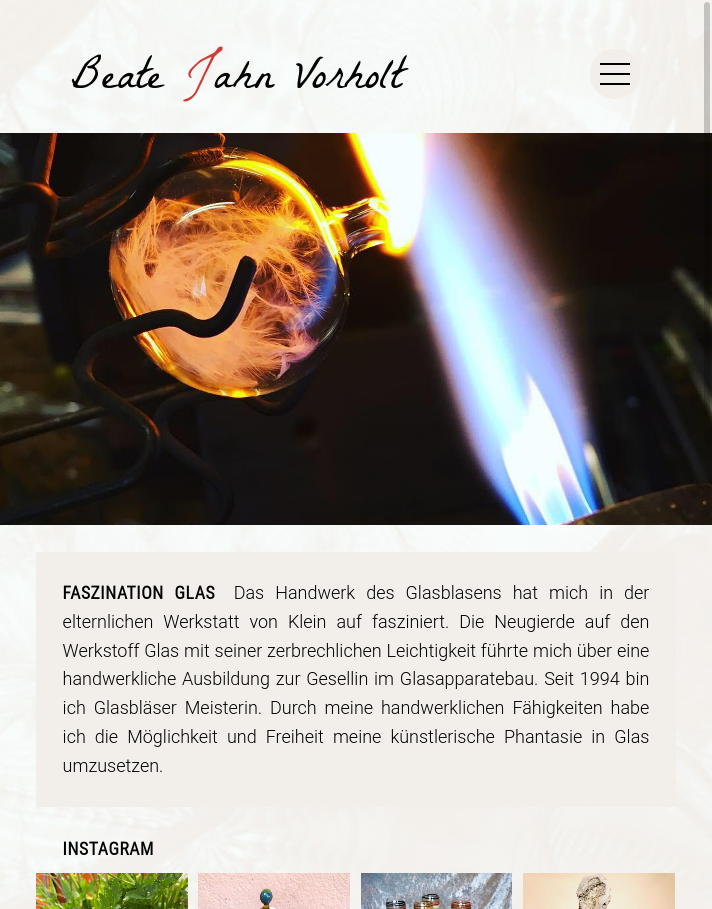 Beate Jahn Vorholt
FASZINATION GLAS Das Handwerk des Glasblasens hat mich in der
elternlichen Werkstatt von Klein auf fasziniert. Die Neugierde auf den
Werkstoff Glas mit seiner zerbrechlichen Leichtigkeit führte mich über eine
handwerkliche Ausbildung zur Gesellin im Glasapparatebau. Seit 1994 bin
ich Glasbläser Meisterin. Durch meine handwerklichen Fähigkeiten habe
ich die Möglichkeit und Freiheit meine künstlerische Phantasie in Glas
umzusetzen.
INSTAGRAM